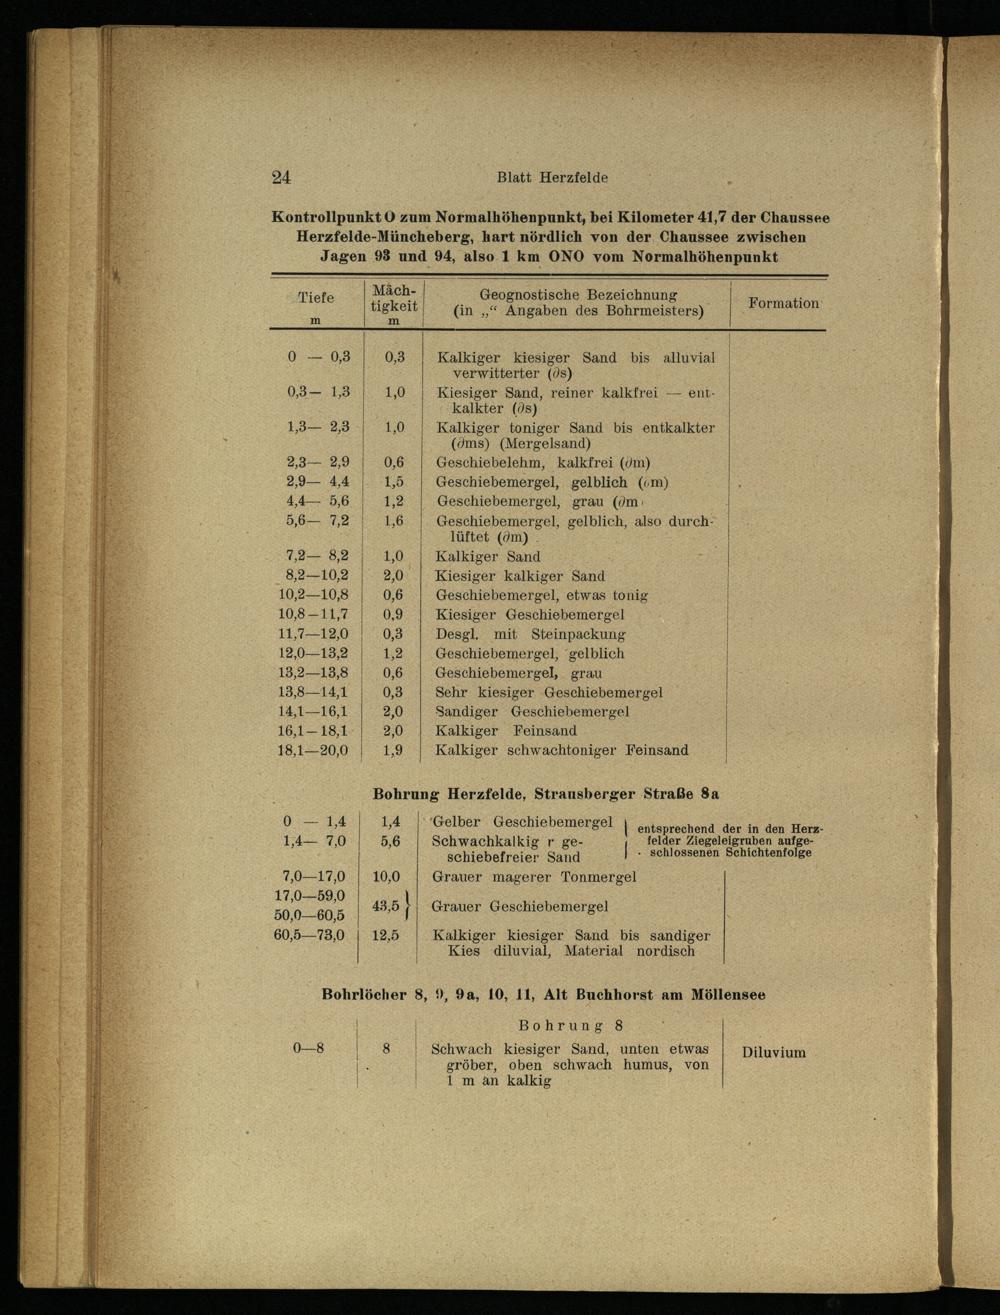 24 Blatt Herzfelde
Kontrollpunkt O zum Normalhöhenpunkt, bei Kilometer 41,7 der Chaussee
Herzfelde-Müncheberg, hart nördlich von der Chaussee zwischen
Jagen 93 und 94, also 1 km ONO vom Normalhöhenpunkt
Tiefe m Mäch-tigkeit m Geognostische Bezeichnung (in „“ Angaben des Bohrmeisters) Formation
0 — 0,3 0,3 Kalkiger kiesiger Sand bis alluvial
verwitterter (∂s)
0,3— 1,3 1,0 Kiesiger Sand, reiner kalkfrei — ent-
kalkter (∂s)
1,3— 2,3 1,0 Kalkiger toniger Sand bis entkalkter
(∂ms) (Mergelsand)
2,3— 2,9 0,6 Geschiebelehm, kalkfrei (∂m)
2,9— 4,4 1,5 Geschiebemergel, gelblich (∂m)
4,4— 5,6 1,2 Geschiebemergel, grau (∂m
5,6— 7,2 1,6 Geschiebemergel, gelblich, also durch-
lüftet (∂m)
7,2— 8,2 1,0 Kalkiger Sand
8,2—10,2 2,0 Kiesiger kalkiger Sand
10,2—10,8 0,6 Geschiebemergel, etwas tonig
10,8–11,7 0,9 Kiesiger Geschiebemergel
11,7—12,0 0,3 Desgl. mit Steinpackung
12,0—13,2 1,2 Geschiebemergel, gelblich
13,2—13,8 0,6 Geschiebemergel, grau
13,8—14,1 0,3 Sehr kiesiger Geschiebemergel
14,1—16,1 2,0 Sandiger Geschiebemergel
16,1–18,1 2,0 Kalkiger Feinsand
18,1—20,0 1,9 Kalkiger schwachtoniger Feinsand
Bohrung Herzfelde, Strausberger Straße 8a
0 — 1,4 1,4 Gelber Geschiebemergel
1,4— 7,0 5,6 Schwachkalkig r ge-
schiebefreier Sand
entsprechend der in den Herz-
felder Ziegeleigruben aufge-
schlossenen Schichtenfolge
7,0—17,0 10,0 Grauer magerer Tonmergel
17,0—59,0
50,0—60,5 43,5 } Grauer Geschiebemergel
60,5—73,0 12,5 Kalkiger kiesiger Sand bis sandiger
Kies diluvial, Material nordisch
Bohrlöcher 8, 9, 9a, 10, 11, Alt Buchhorst am Möllensee
Bohrung 8
0—8 8 Schwach kiesiger Sand, unten etwas Diluvium
gröber, oben schwach humus, von
1 m an kalkig